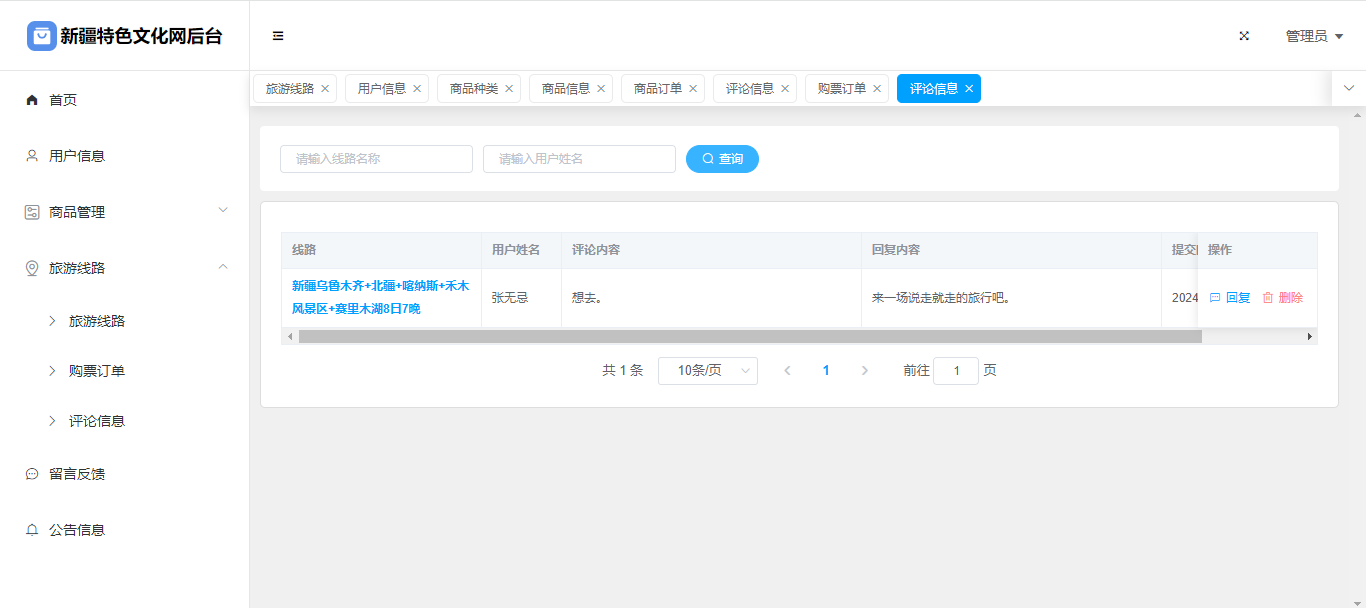 新疆特色文化网后台
管理员
首页
用户信息
商品管理
旅游线路
旅游线路
购票订单
评论信息
留言反馈
公告信息
旅游线路 用户信息 商品种类 商品信息 商品订单 评论信息 购票订单 评论信息
请输入线路名称 请输入用户姓名 查询
线路 用户姓名 评论内容 回复内容 提交 操作
新疆乌鲁木齐+北疆+喀纳斯+禾木
风景区+赛里木湖8日7晚
张无忌 想去。 来一场说走就走的旅行吧。 2024 回复 删除
共 1 条 10条/页 1 前往 1 页